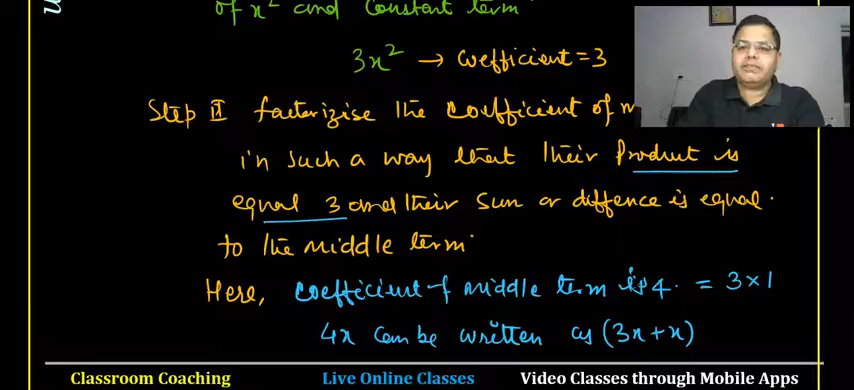 of x² and Constant term
3x² → Coefficient = 3
Step II factorizise the Coefficient of m
in such a way that their product is
equal 3 and their Sun or diffence is equal
to the middle term
Here, Coefficient of middle term is 4. = 3 × 1
4x can be written as (3x + x)
Classroom Coaching Live Online Classes Video Classes through Mobile Apps